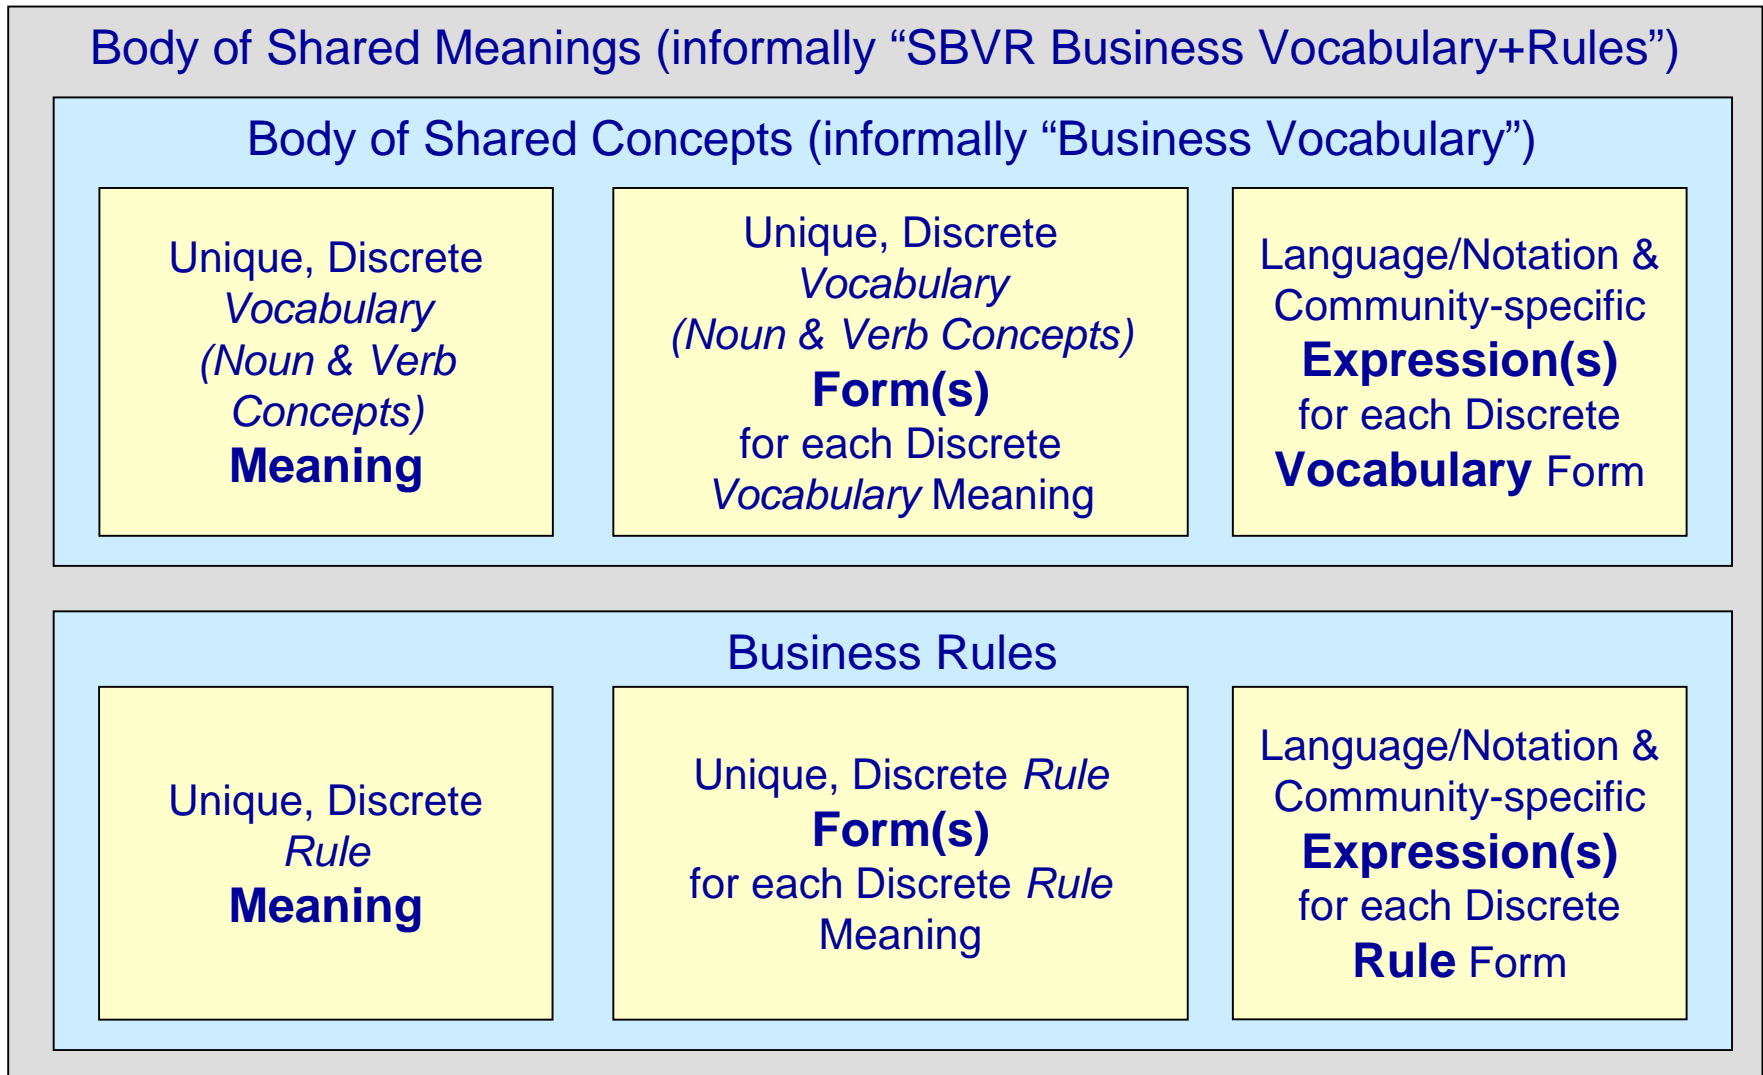 Body of Shared Meanings (informally “SBVR Business Vocabulary+Rules”)
Body of Shared Concepts (informally “Business Vocabulary”)
Unique, Discrete
Vocabulary
(Noun & Verb
Concepts)
Meaning
Unique, Discrete
Vocabulary
(Noun & Verb Concepts)
Form(s)
for each Discrete
Vocabulary Meaning
Language/Notation &
Community-specific
Expression(s)
for each Discrete
Vocabulary Form
Business Rules
Unique, Discrete
Rule
Meaning
Unique, Discrete Rule
Form(s)
for each Discrete Rule
Meaning
Language/Notation &
Community-specific
Expression(s)
for each Discrete
Rule Form